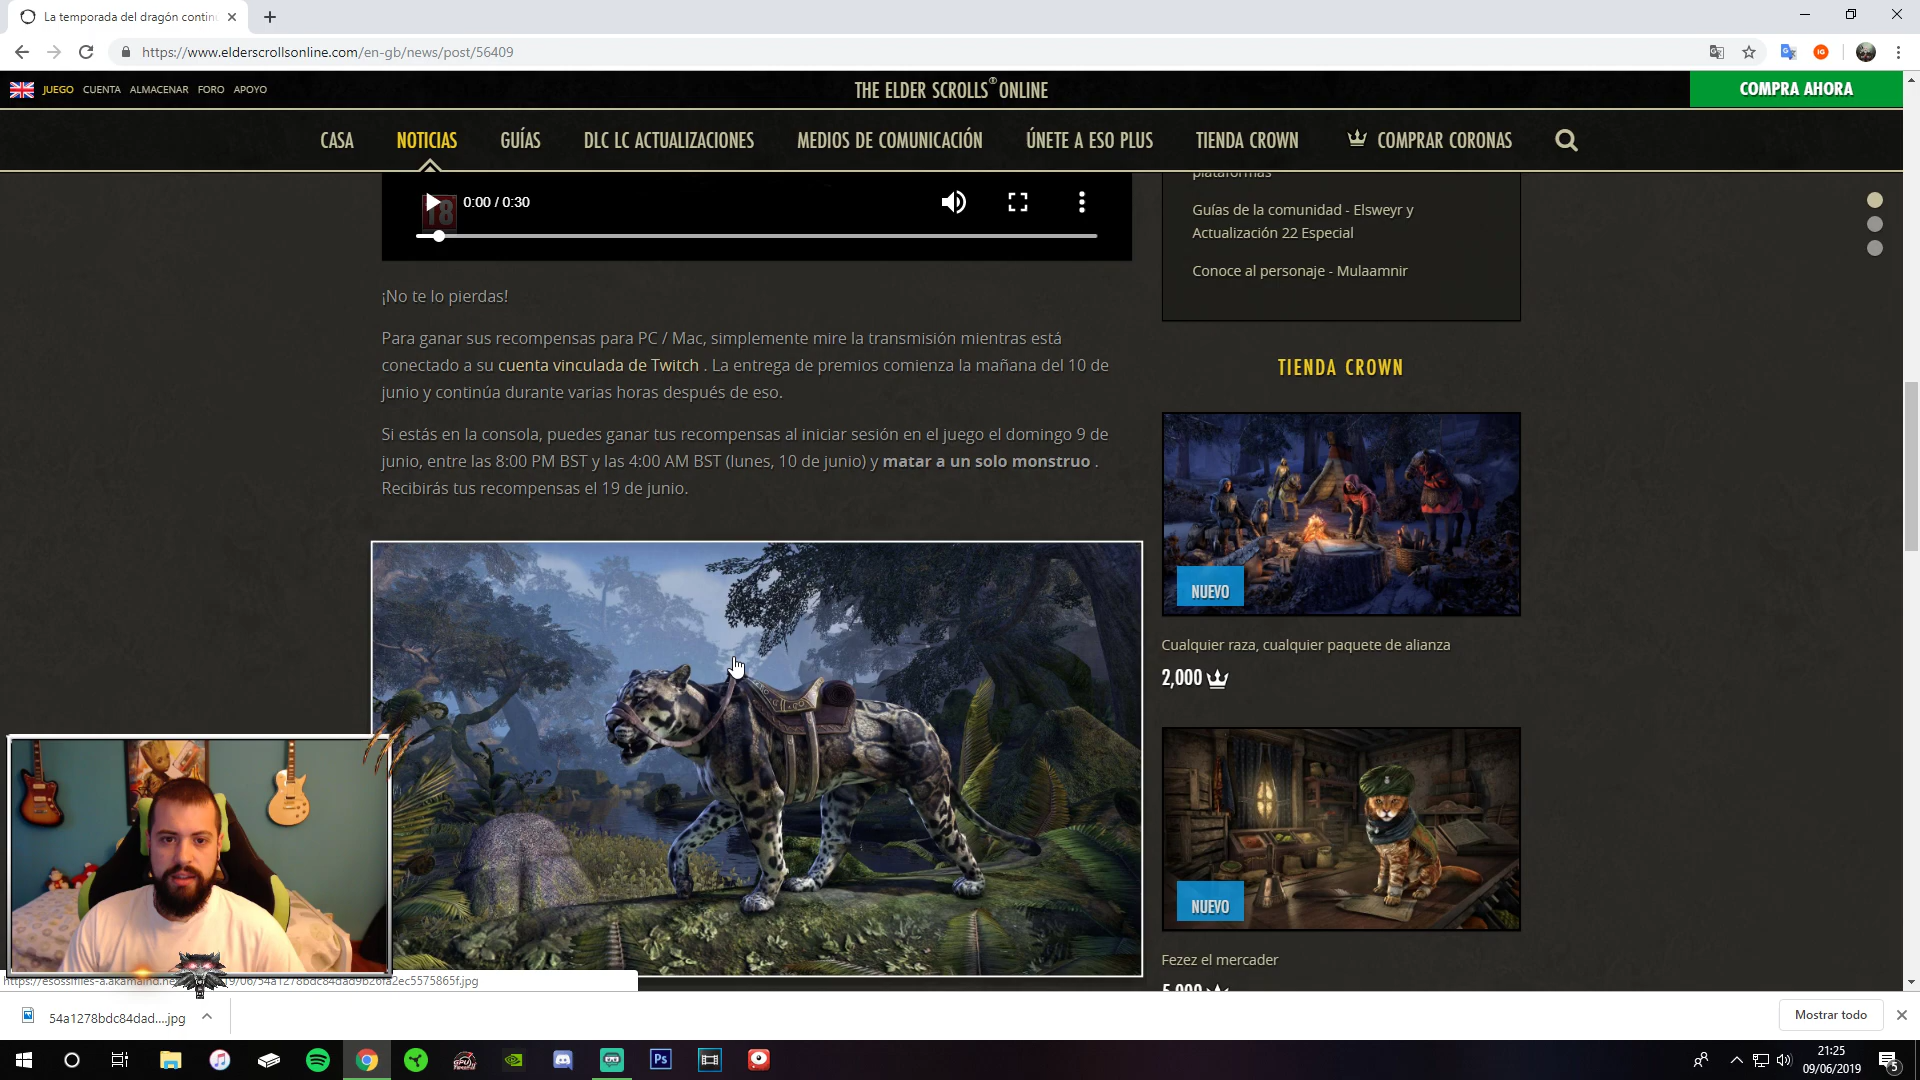 La temporada del dragón contin
https://www.elderscrollsonline.com/en-gb/news/post/56409
JUEGO CUENTA ALMACENAR FORO APOYO
THE ELDER SCROLLS® ONLINE
COMPRA AHORA
CASA NOTICIAS GUÍAS DLC LC ACTUALIZACIONES MEDIOS DE COMUNICACIÓN ÚNETE A ESO PLUS TIENDA CROWN COMPRAR CORONAS
18
0:00 / 0:30
¡No te lo pierdas!
Para ganar sus recompensas para PC / Mac, simplemente mire la transmisión mientras está
conectado a su cuenta vinculada de Twitch . La entrega de premios comienza la mañana del 10 de
junio y continúa durante varias horas después de eso.
Si estás en la consola, puedes ganar tus recompensas al iniciar sesión en el juego el domingo 9 de
junio, entre las 8:00 PM BST y las 4:00 AM BST (lunes, 10 de junio) y matar a un solo monstruo .
Recibirás tus recompensas el 19 de junio.
plataformas
Guías de la comunidad - Elsweyr y
Actualización 22 Especial
Conoce al personaje - Mulaamnir
TIENDA CROWN
NUEVO
Cualquier raza, cualquier paquete de alianza
2,000
NUEVO
Fezez el mercader
5,000
54a1278bdc84dad....jpg
Mostrar todo
Ps
21:25
09/06/2019
5